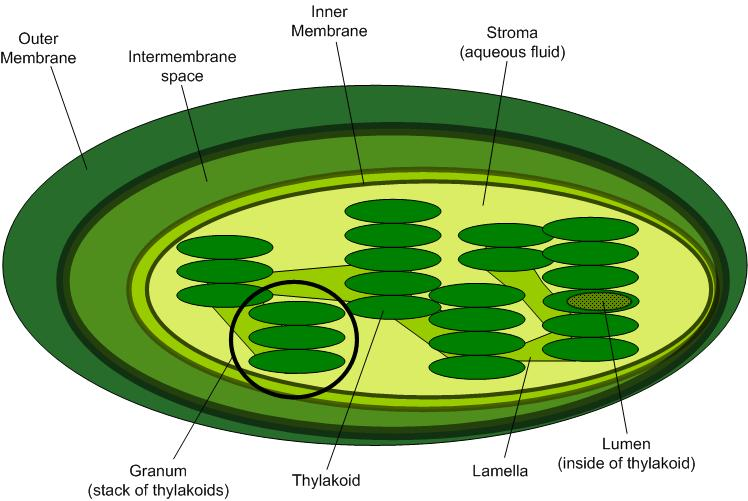 Outer
Membrane
Intermembrane
space
Inner
Membrane
Stroma
(aqueous fluid)
Granum
(stack of thylakoids)
Thylakoid
Lamella
Lumen
(inside of thylakoid)